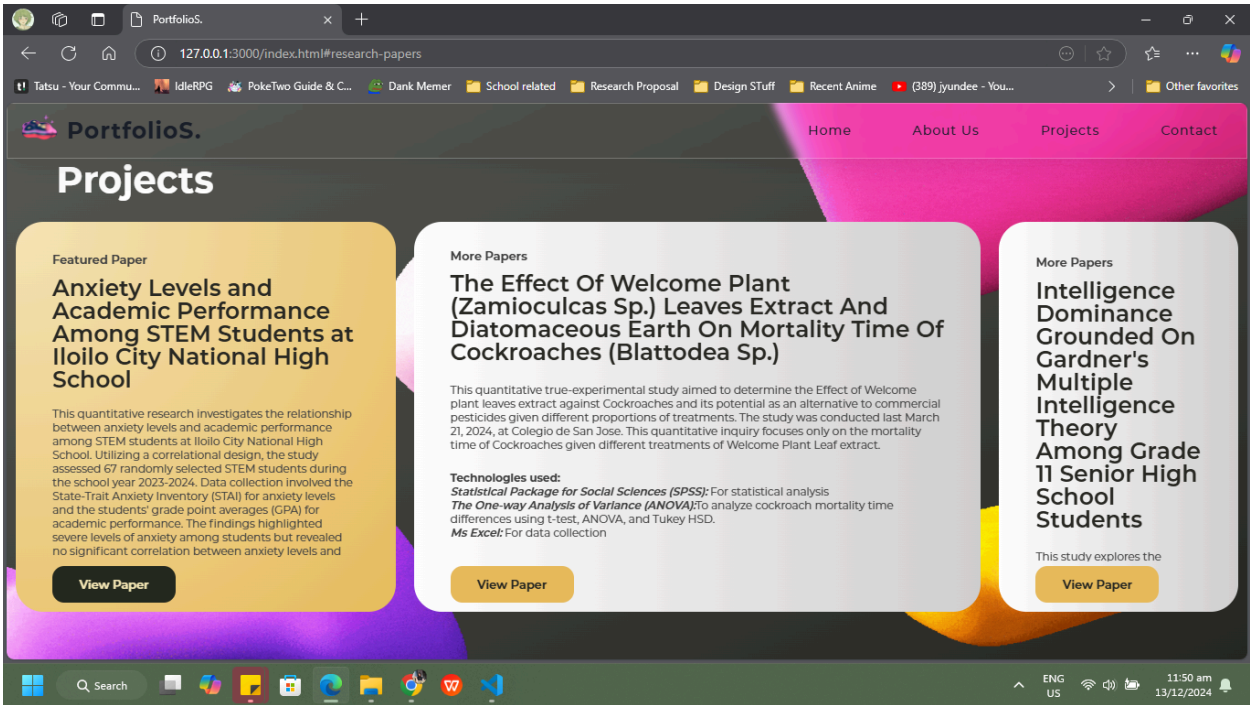 PortfolioS.
127.0.0.1:3000/index.html#research-papers
Tatsu - Your Commu...
IdleRPG
PokeTwo Guide & C...
Dank Memer
School related
Research Proposal
Design STuff
Recent Anime
(389) jyundee - You...
Other favorites
PortfolioS.
Home
About Us
Projects
Contact
Projects
Featured Paper
Anxiety Levels and
Academic Performance
Among STEM Students at
Iloilo City National High
School
This quantitative research investigates the relationship
between anxiety levels and academic performance
among STEM students at Iloilo City National High
School. Utilizing a correlational design, the study
assessed 67 randomly selected STEM students during
the school year 2023-2024. Data collection involved the
State-Trait Anxiety Inventory (STAI) for anxiety levels
and the students' grade point averages (GPA) for
academic performance. The findings highlighted
severe levels of anxiety among students but revealed
no significant correlation between anxiety levels and
View Paper
More Papers
The Effect Of Welcome Plant
(Zamioculcas Sp.) Leaves Extract And
Diatomaceous Earth On Mortality Time Of
Cockroaches (Blattodea Sp.)
This quantitative true-experimental study aimed to determine the Effect of Welcome
plant leaves extract against Cockroaches and its potential as an alternative to commercial
pesticides given different proportions of treatments. The study was conducted last March
21, 2024, at Colegio de San Jose. This quantitative inquiry focuses only on the mortality
time of Cockroaches given different treatments of Welcome Plant Leaf extract.
Technologies used:
Statistical Package for Social Sciences (SPSS): For statistical analysis
The One-way Analysis of Variance (ANOVA):To analyze cockroach mortality time
differences using t-test, ANOVA, and Tukey HSD.
Ms Excel: For data collection
View Paper
More Papers
Intelligence
Dominance
Grounded On
Gardner's
Multiple
Intelligence
Theory
Among Grade
11 Senior High
School
Students
This study explores the
View Paper
Search
ENG
US
11:50 am
13/12/2024